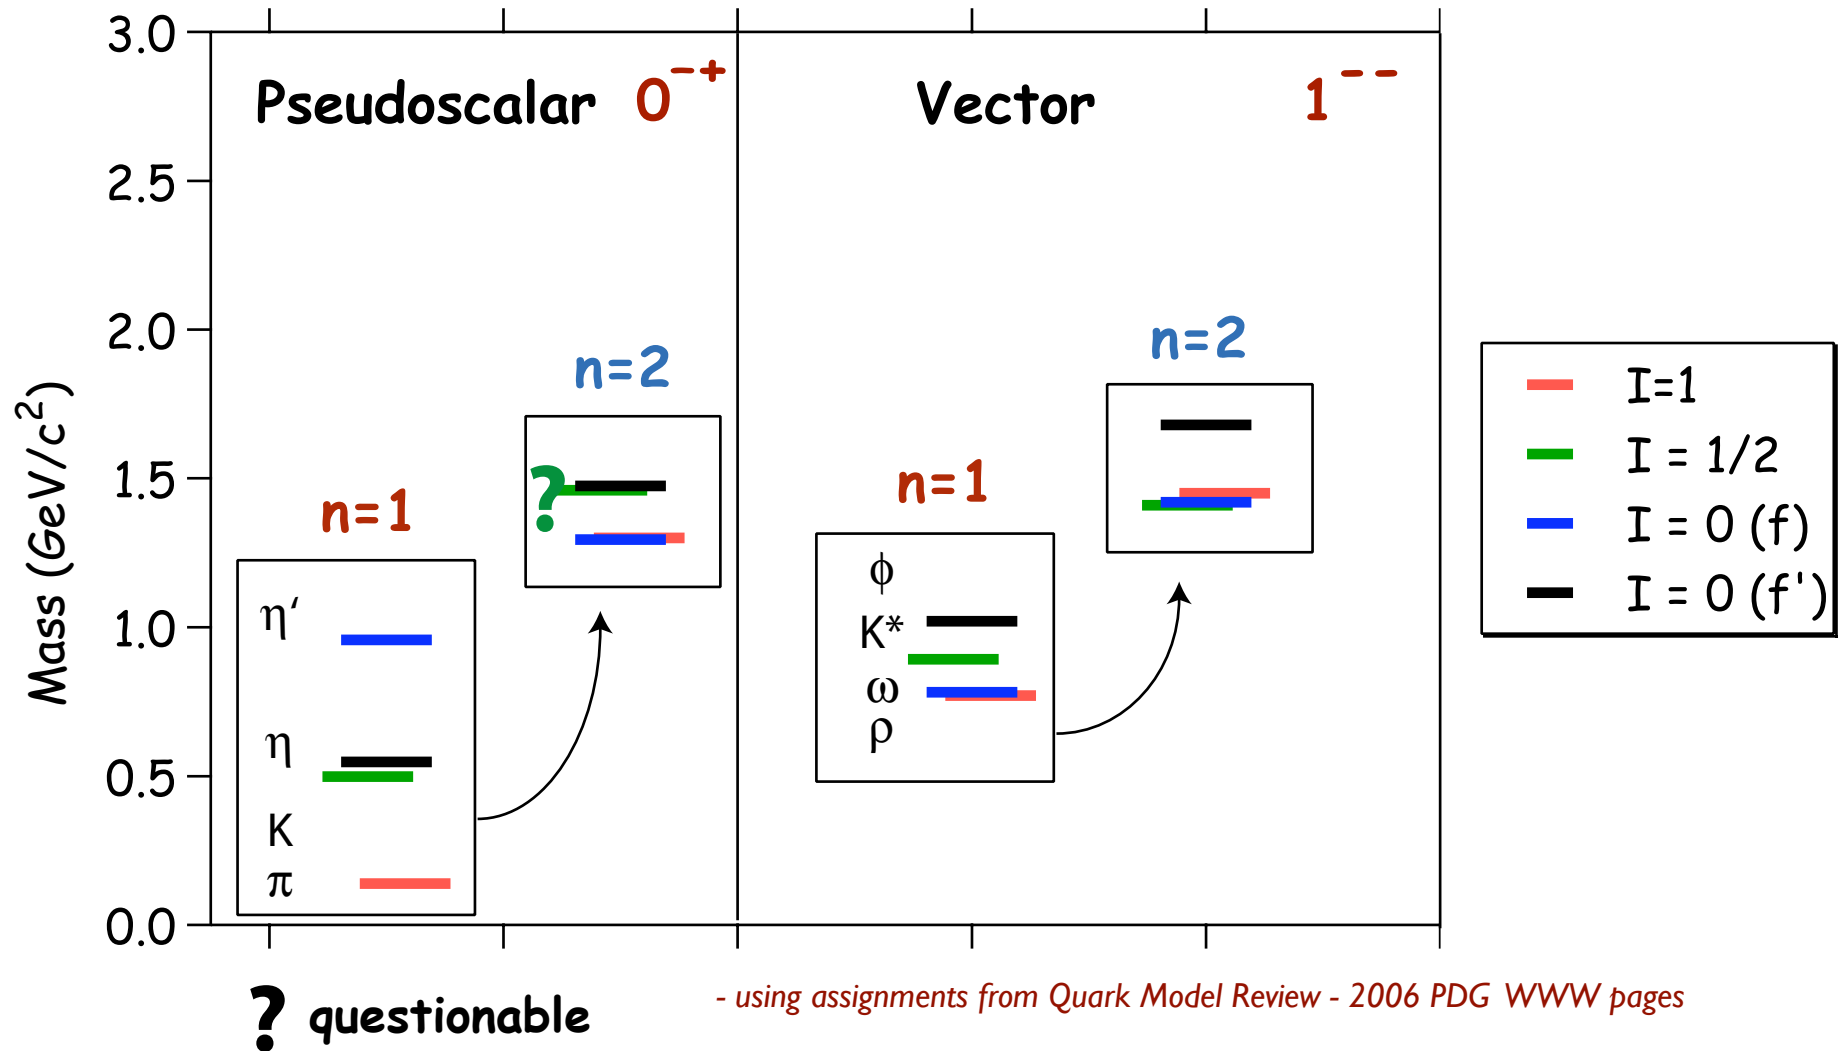 3.0
2.5
2.0
1.5
1.0
0.5
0.0
Mass (GeV/c²)
Pseudoscalar 0⁻⁺
Vector 1⁻⁻
n=2
n=2
n=1
n=1
?
η‘
η
K
π
ϕ
K*
ω
ρ
I=1
I = 1/2
I = 0 (f)
I = 0 (f')
? questionable
- using assignments from Quark Model Review - 2006 PDG WWW pages